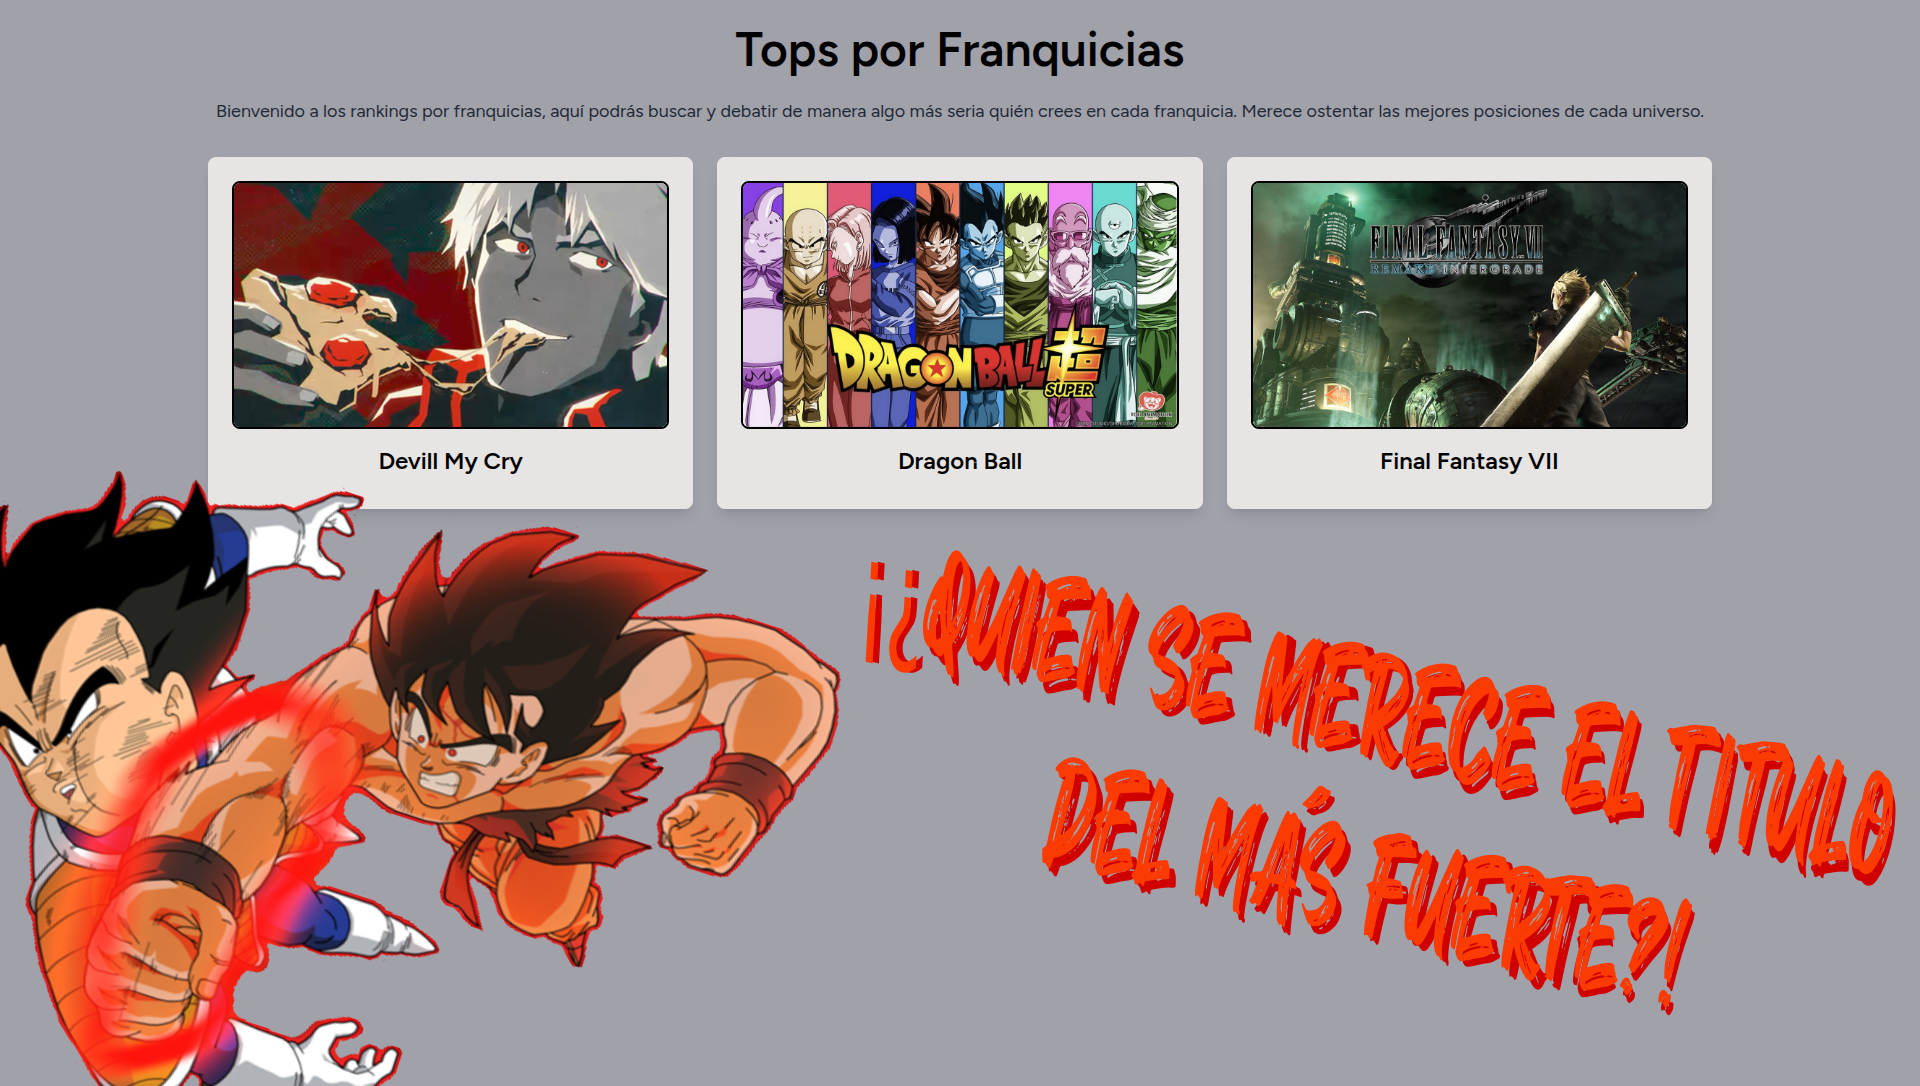 Tops por Franquicias
Bienvenido a los rankings por franquicias, aquí podrás buscar y debatir de manera algo más seria quién crees en cada franquicia. Merece ostentar las mejores posiciones de cada universo.
FINAL FANTASY VII
REMAKE INTERGRADE
DRAGON BALL 超
SUPER
Devill My Cry
Dragon Ball
Final Fantasy VII
¡¿QUIEN SE MERECE EL TITULO
DEL MÁS FUERTE?!